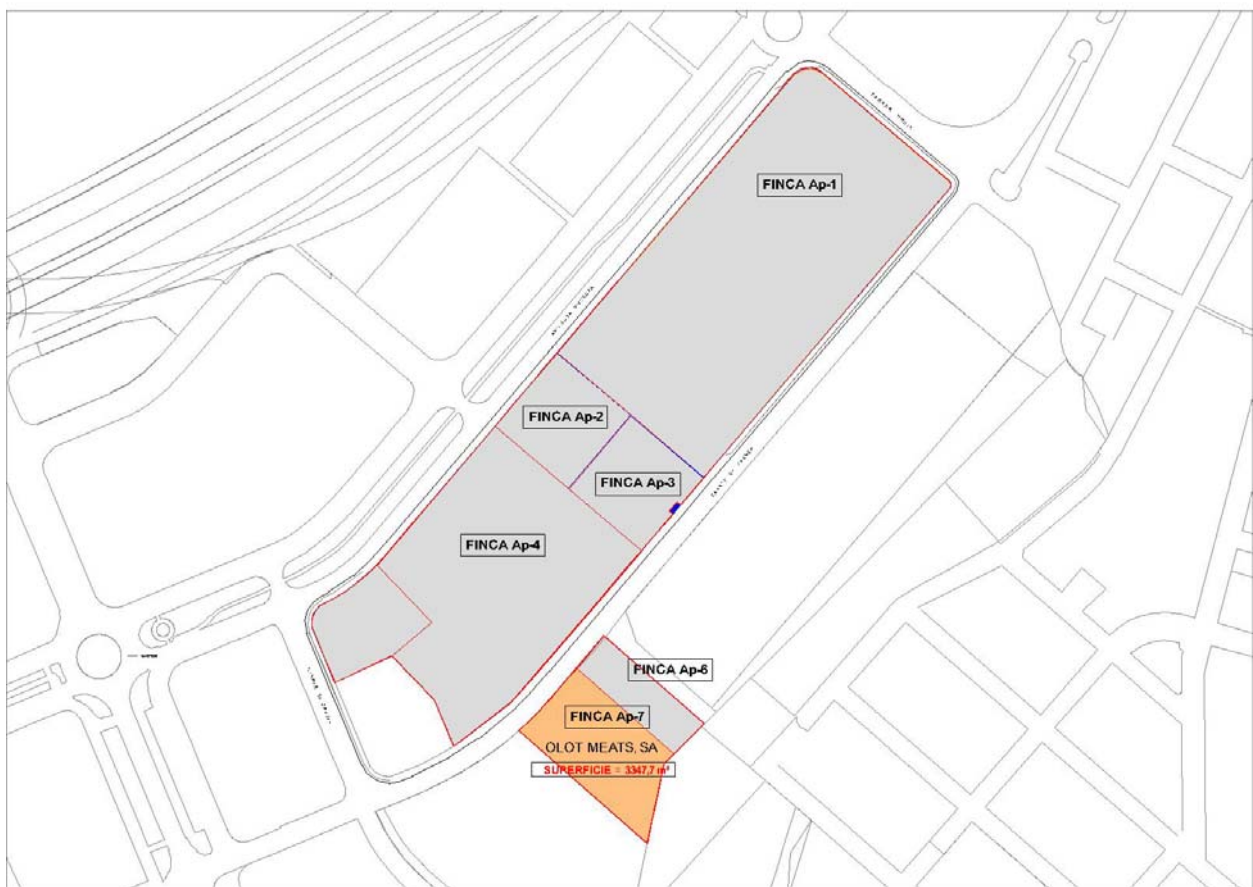 FINCA Ap-1
FINCA Ap-2
FINCA Ap-3
FINCA Ap-4
FINCA Ap-6
FINCA Ap-7
OLOT MEATS, SA
SUPERFICIE = 3347,7 m²